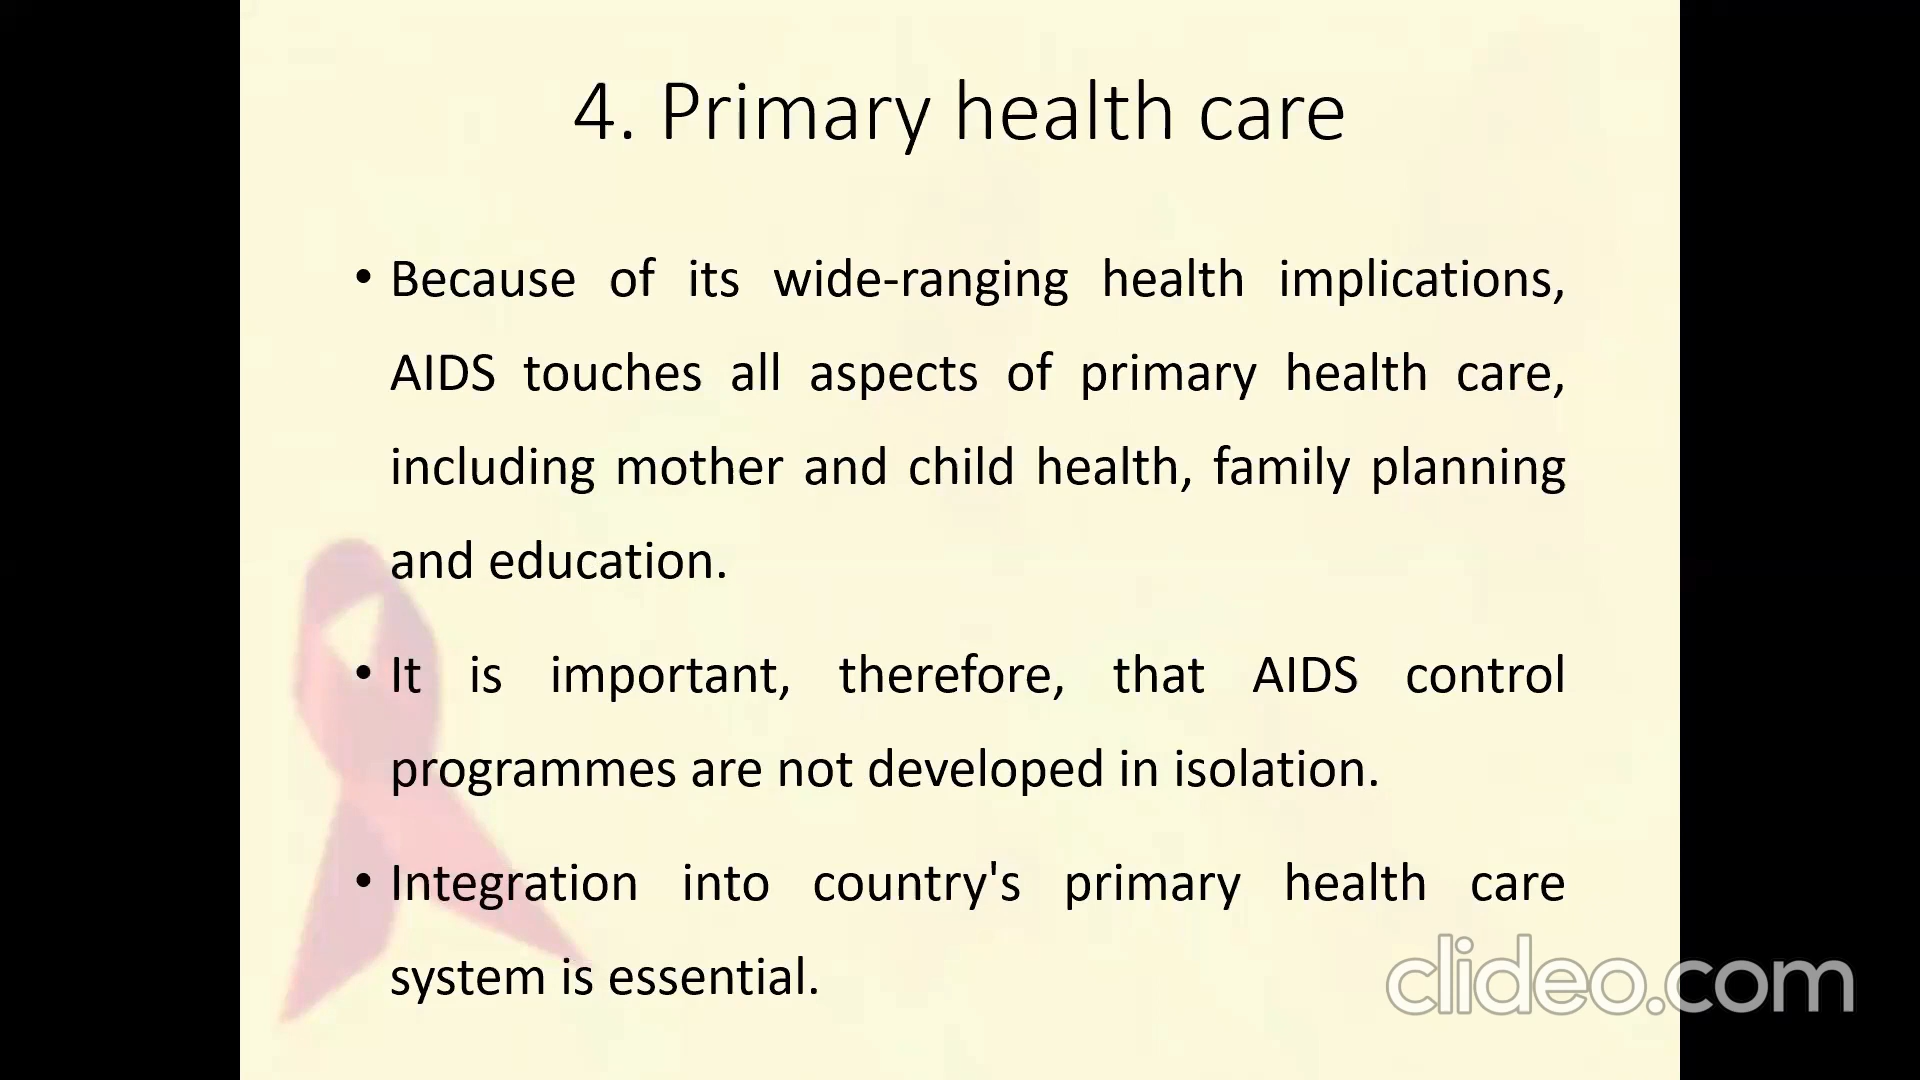 4. Primary health care
• Because of its wide-ranging health implications,
AIDS touches all aspects of primary health care,
including mother and child health, family planning
and education.
• It is important, therefore, that AIDS control
programmes are not developed in isolation.
• Integration into country's primary health care
system is essential.
clideo.com